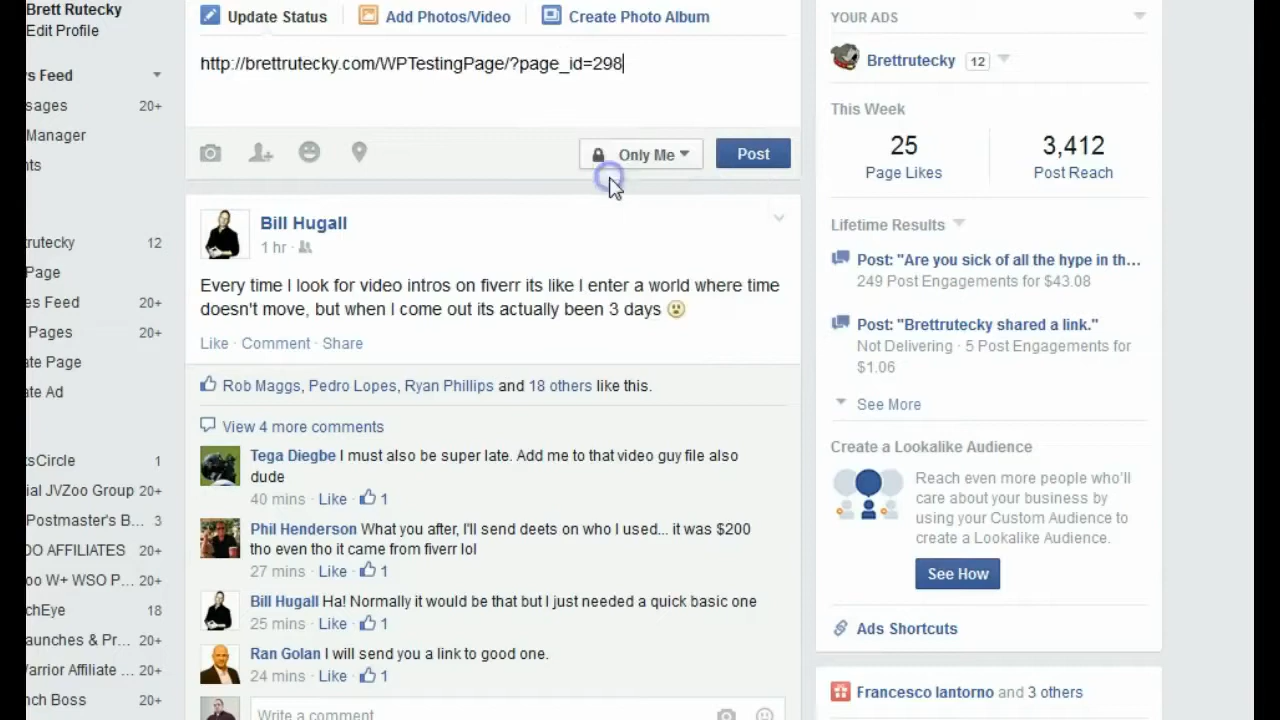 Brett Rutecky
Edit Profile
s Feed
sages 20+
Manager
nts
rutecky 12
Page
es Feed 20+
Pages 20+
ate Page
ate Ad
tsCircle 1
ial JVZoo Group 20+
Postmaster's B... 3
OO AFFILIATES 20+
oo W+ WSO P... 20+
chEye 18
aunches & Pr... 20+
arrior Affiliate ... 20+
nch Boss 20+
Update Status
Add Photos/Video
Create Photo Album
http://brettrutecky.com/WPTestingPage/?page_id=298
Only Me
Post
Bill Hugall
1 hr ·
Every time I look for video intros on fiverr its like I enter a world where time
doesn't move, but when I come out its actually been 3 days
Like · Comment · Share
Rob Maggs, Pedro Lopes, Ryan Phillips and 18 others like this.
View 4 more comments
Tega Diegbe I must also be super late. Add me to that video guy file also
dude
40 mins · Like · 1
Phil Henderson What you after, I'll send deets on who I used... it was $200
tho even tho it came from fiverr lol
27 mins · Like · 1
Bill Hugall Ha! Normally it would be that but I just needed a quick basic one
25 mins · Like · 1
Ran Golan I will send you a link to good one.
24 mins · Like · 1
Write a comment
YOUR ADS
Brettrutecky 12
This Week
25
Page Likes
3,412
Post Reach
Lifetime Results
Post: "Are you sick of all the hype in th...
249 Post Engagements for $43.08
Post: "Brettrutecky shared a link."
Not Delivering · 5 Post Engagements for
$1.06
See More
Create a Lookalike Audience
Reach even more people who'll
care about your business by
using your Custom Audience to
create a Lookalike Audience.
See How
Ads Shortcuts
Francesco Iantorno and 3 others